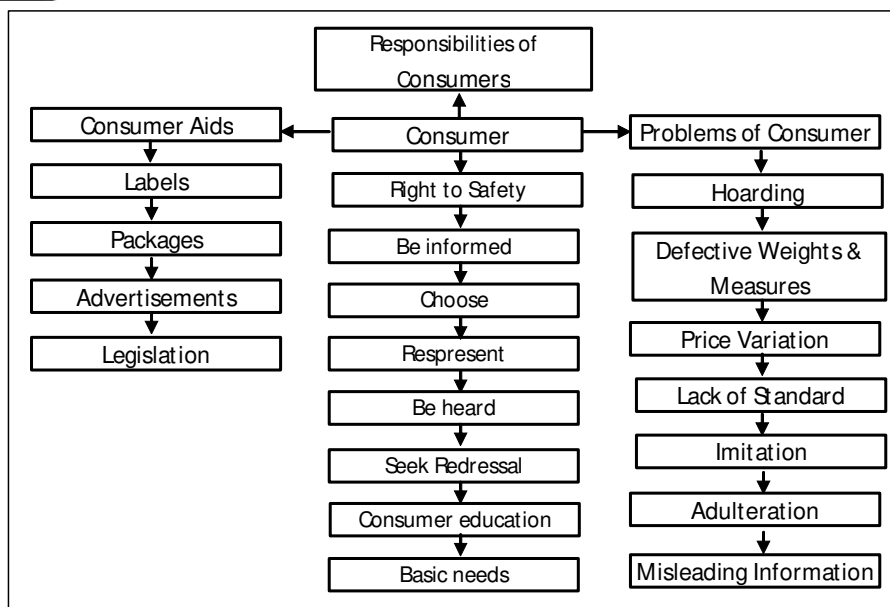 Responsibilities of
Consumers
Consumer Aids
Labels
Packages
Advertisements
Legislation
Consumer
Right to Safety
Be informed
Choose
Respresent
Be heard
Seek Redressal
Consumer education
Basic needs
Problems of Consumer
Hoarding
Defective Weights &
Measures
Price Variation
Lack of Standard
Imitation
Adulteration
Misleading Information